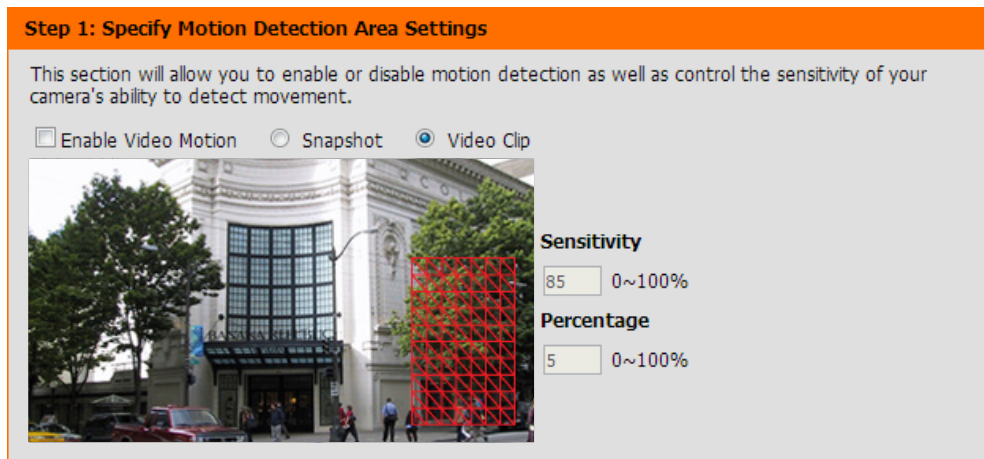 Step 1: Specify Motion Detection Area Settings
This section will allow you to enable or disable motion detection as well as control the sensitivity of your
camera's ability to detect movement.
Enable Video Motion Snapshot Video Clip
Sensitivity
85 0~100%
Percentage
5 0~100%